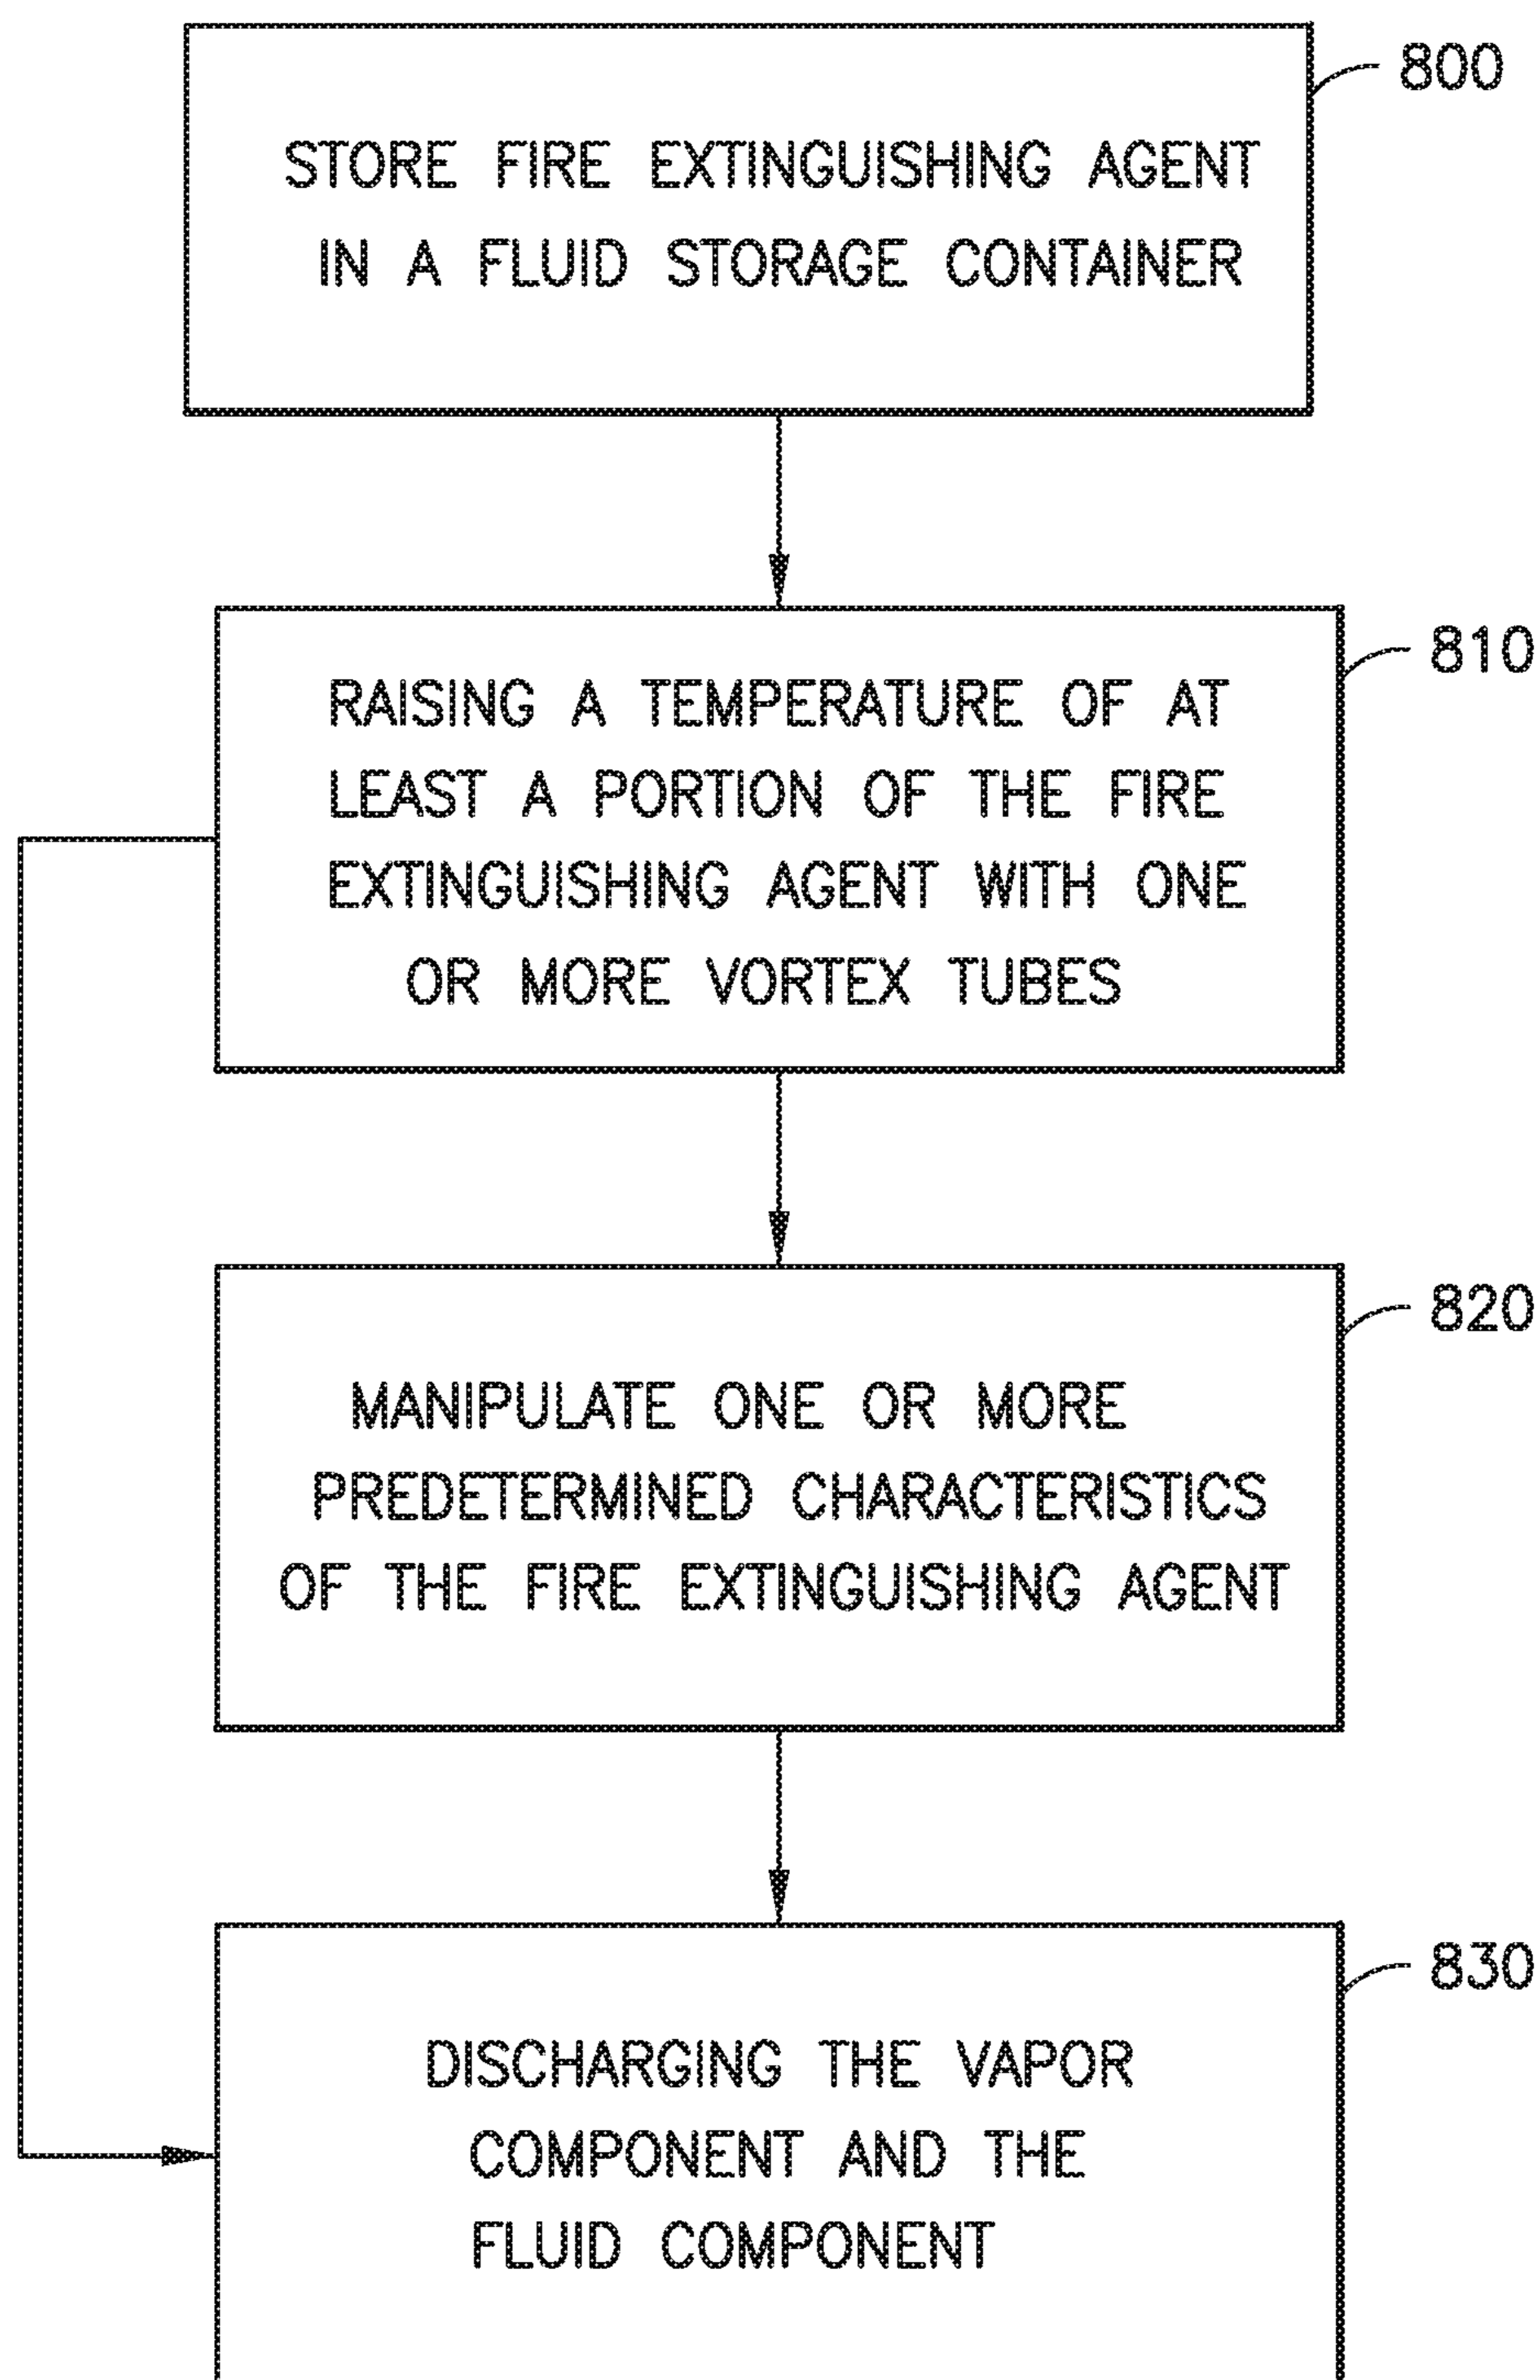 800
STORE FIRE EXTINGUISHING AGENT
IN A FLUID STORAGE CONTAINER
810
RAISING A TEMPERATURE OF AT
LEAST A PORTION OF THE FIRE
EXTINGUISHING AGENT WITH ONE
OR MORE VORTEX TUBES
820
MANIPULATE ONE OR MORE
PREDETERMINED CHARACTERISTICS
OF THE FIRE EXTINGUISHING AGENT
830
DISCHARGING THE VAPOR
COMPONENT AND THE
FLUID COMPONENT